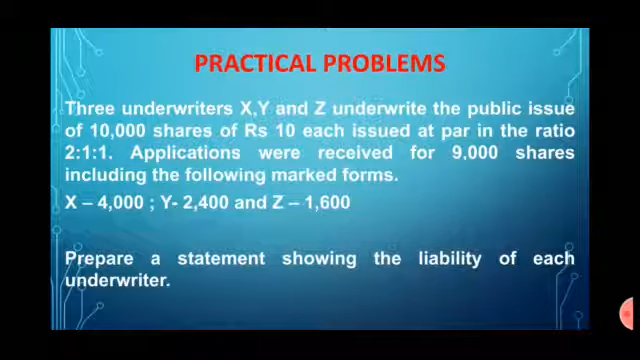 PRACTICAL PROBLEMS
Three underwriters X,Y and Z underwrite the public issue
of 10,000 shares of Rs 10 each issued at par in the ratio
2:1:1. Applications were received for 9,000 shares
including the following marked forms.
X – 4,000 ; Y- 2,400 and Z – 1,600
Prepare a statement showing the liability of each
underwriter.